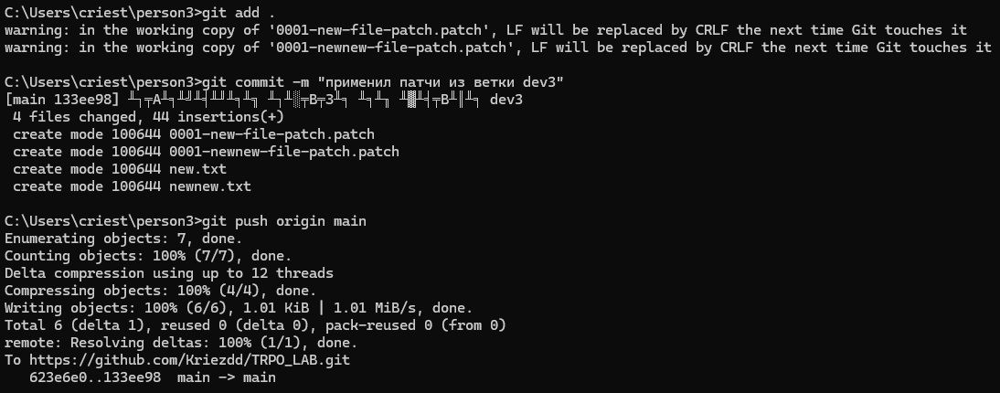 C:\Users\criest\person3>git add .
warning: in the working copy of '0001-new-file-patch.patch', LF will be replaced by CRLF the next time Git touches it
warning: in the working copy of '0001-newnew-file-patch.patch', LF will be replaced by CRLF the next time Git touches it
C:\Users\criest\person3>git commit -m "применил патчи из ветки dev3"
[main 133ee98] dev3
4 files changed, 44 insertions(+)
create mode 100644 0001-new-file-patch.patch
create mode 100644 0001-newnew-file-patch.patch
create mode 100644 new.txt
create mode 100644 newnew.txt
C:\Users\criest\person3>git push origin main
Enumerating objects: 7, done.
Counting objects: 100% (7/7), done.
Delta compression using up to 12 threads
Compressing objects: 100% (4/4), done.
Writing objects: 100% (6/6), 1.01 KiB | 1.01 MiB/s, done.
Total 6 (delta 1), reused 0 (delta 0), pack-reused 0 (from 0)
remote: Resolving deltas: 100% (1/1), done.
To https://github.com/Kriezdd/TRPO_LAB.git
623e6e0..133ee98  main -> main